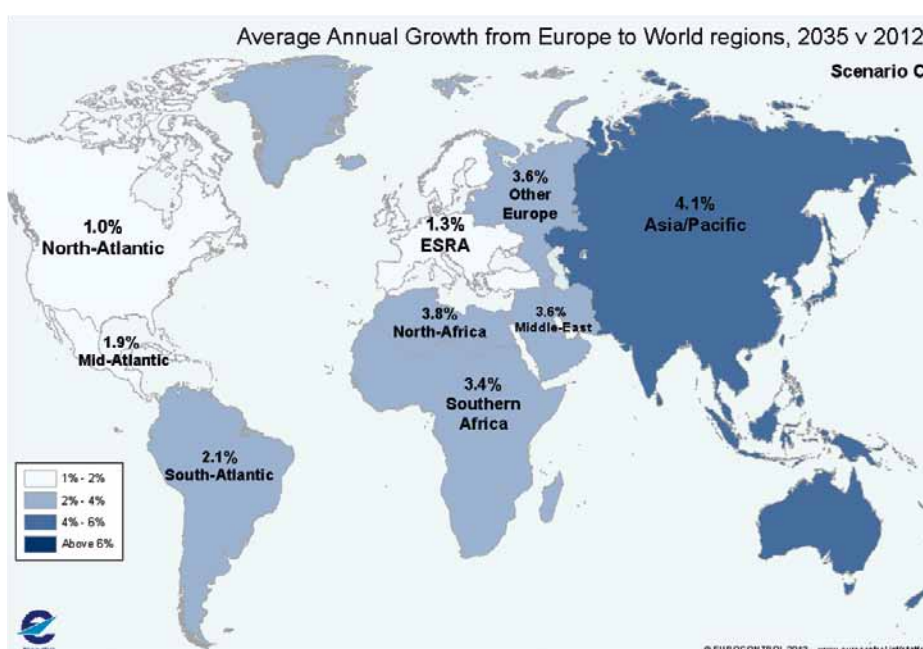 Average Annual Growth from Europe to World regions, 2035 v 2012
Scenario C
3.6%
Other
Europe
4.1%
Asia/Pacific
1.0%
North-Atlantic
1.3%
ESRA
3.8%
North-Africa
3.6%
Middle-East
1.9%
Mid-Atlantic
3.4%
Southern
Africa
2.1%
South-Atlantic
1% - 2%
2% - 4%
4% - 6%
Above 6%
© EUROCONTROL